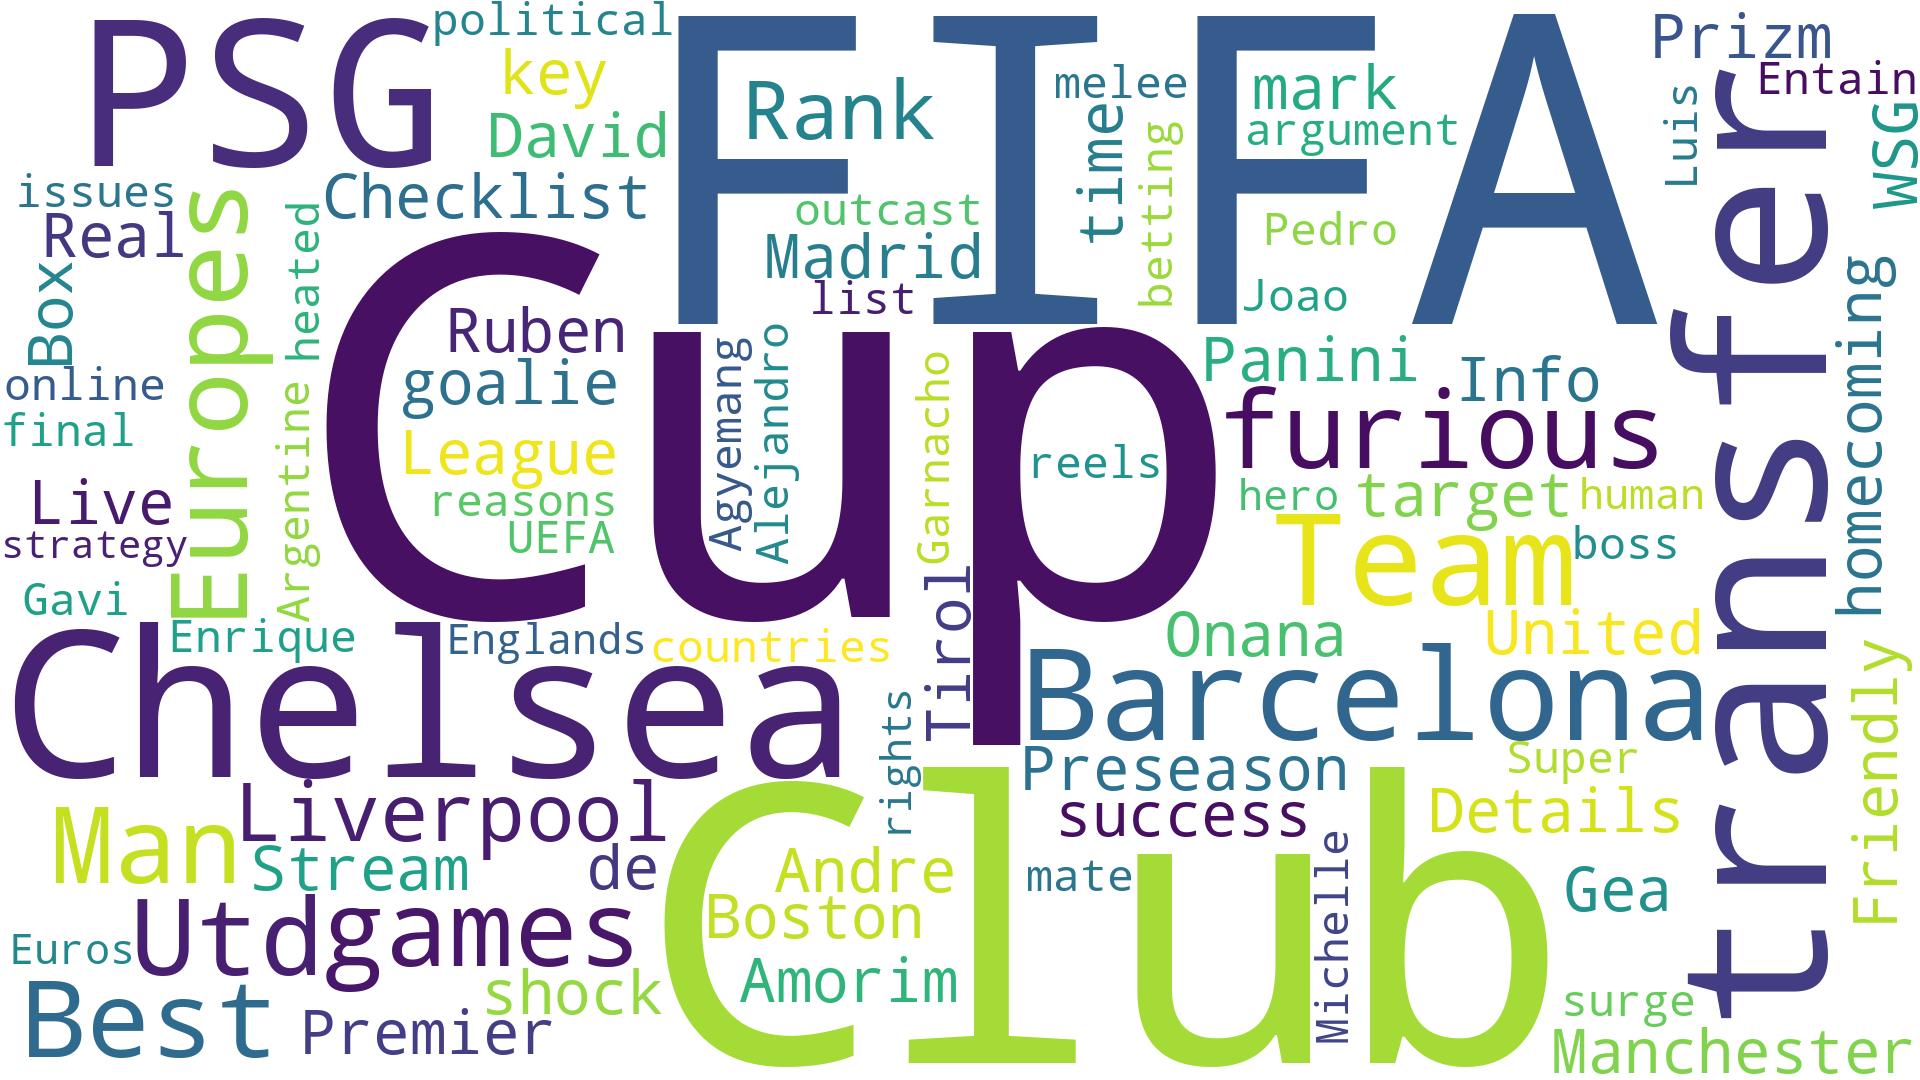 PSG
political
FIFA
Prizm
key
Rank
melee
mark
Entain
David
time
argument
Luis
WSG
issues
Checklist
outcast
betting
Pedro
transfer
Real
Europes
heated
Madrid
list
Joao
Box
Cup
Ruben
Panini
Info
homecoming
online
goalie
Agyemang
Alejandro
Garnacho
furious
final
Argentine
League
reels
Live
reasons
hero
target
human
strategy
UEFA
Team
boss
Gavi
Enrique
Englands
countries
Tirol
Onana
United
Chelsea
Barcelona
Friendly
rights
Preseason
Super
Man
Liverpool
Club
success
Details
Stream
de
Andre
mate
Michelle
Gea
Utd
games
Boston
Euros
Best
shock
Amorim
surge
Premier
Manchester